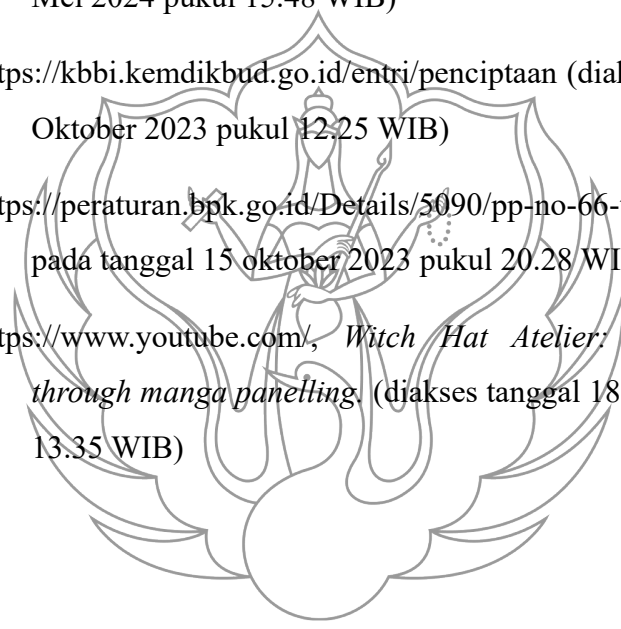 Mei 2024 pukul 13.48 WIB)
tps://kbbi.kemdikbud.go.id/entri/penciptaan (dial
Oktober 2023 pukul 12.25 WIB)
tps://peraturan.bpk.go.id/Details/5090/pp-no-66-
pada tanggal 15 oktober 2023 pukul 20.28 WI
tps://www.youtube.com/, Witch Hat Atelier:
through manga panelling. (diakses tanggal 18
13.35 WIB)